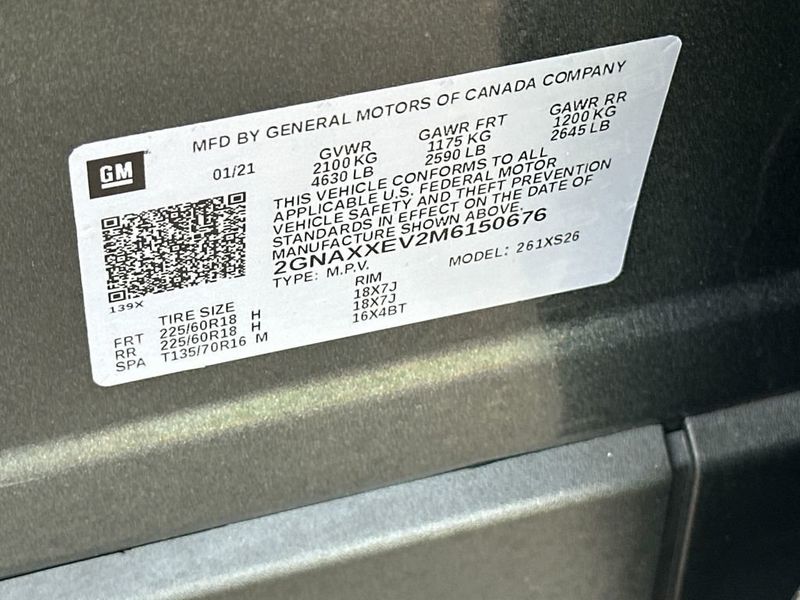 MFD BY GENERAL MOTORS OF CANADA COMPANY
GM
01/21
GVWR
2100 KG
4630 LB
GAWR FRT
1175 KG
2590 LB
GAWR RR
1200 KG
2645 LB
THIS VEHICLE CONFORMS TO ALL
APPLICABLE U.S. FEDERAL MOTOR
VEHICLE SAFETY AND THEFT PREVENTION
STANDARDS IN EFFECT ON THE DATE OF
MANUFACTURE SHOWN ABOVE.
2GNAXXEV2M6150676
TYPE: M.P.V.
MODEL: 261XS26
139X
TIRE SIZE
RIM
FRT 225/60R18 H 18X7J
RR 225/60R18 H 18X7J
SPA T135/70R16 M 16X4BT